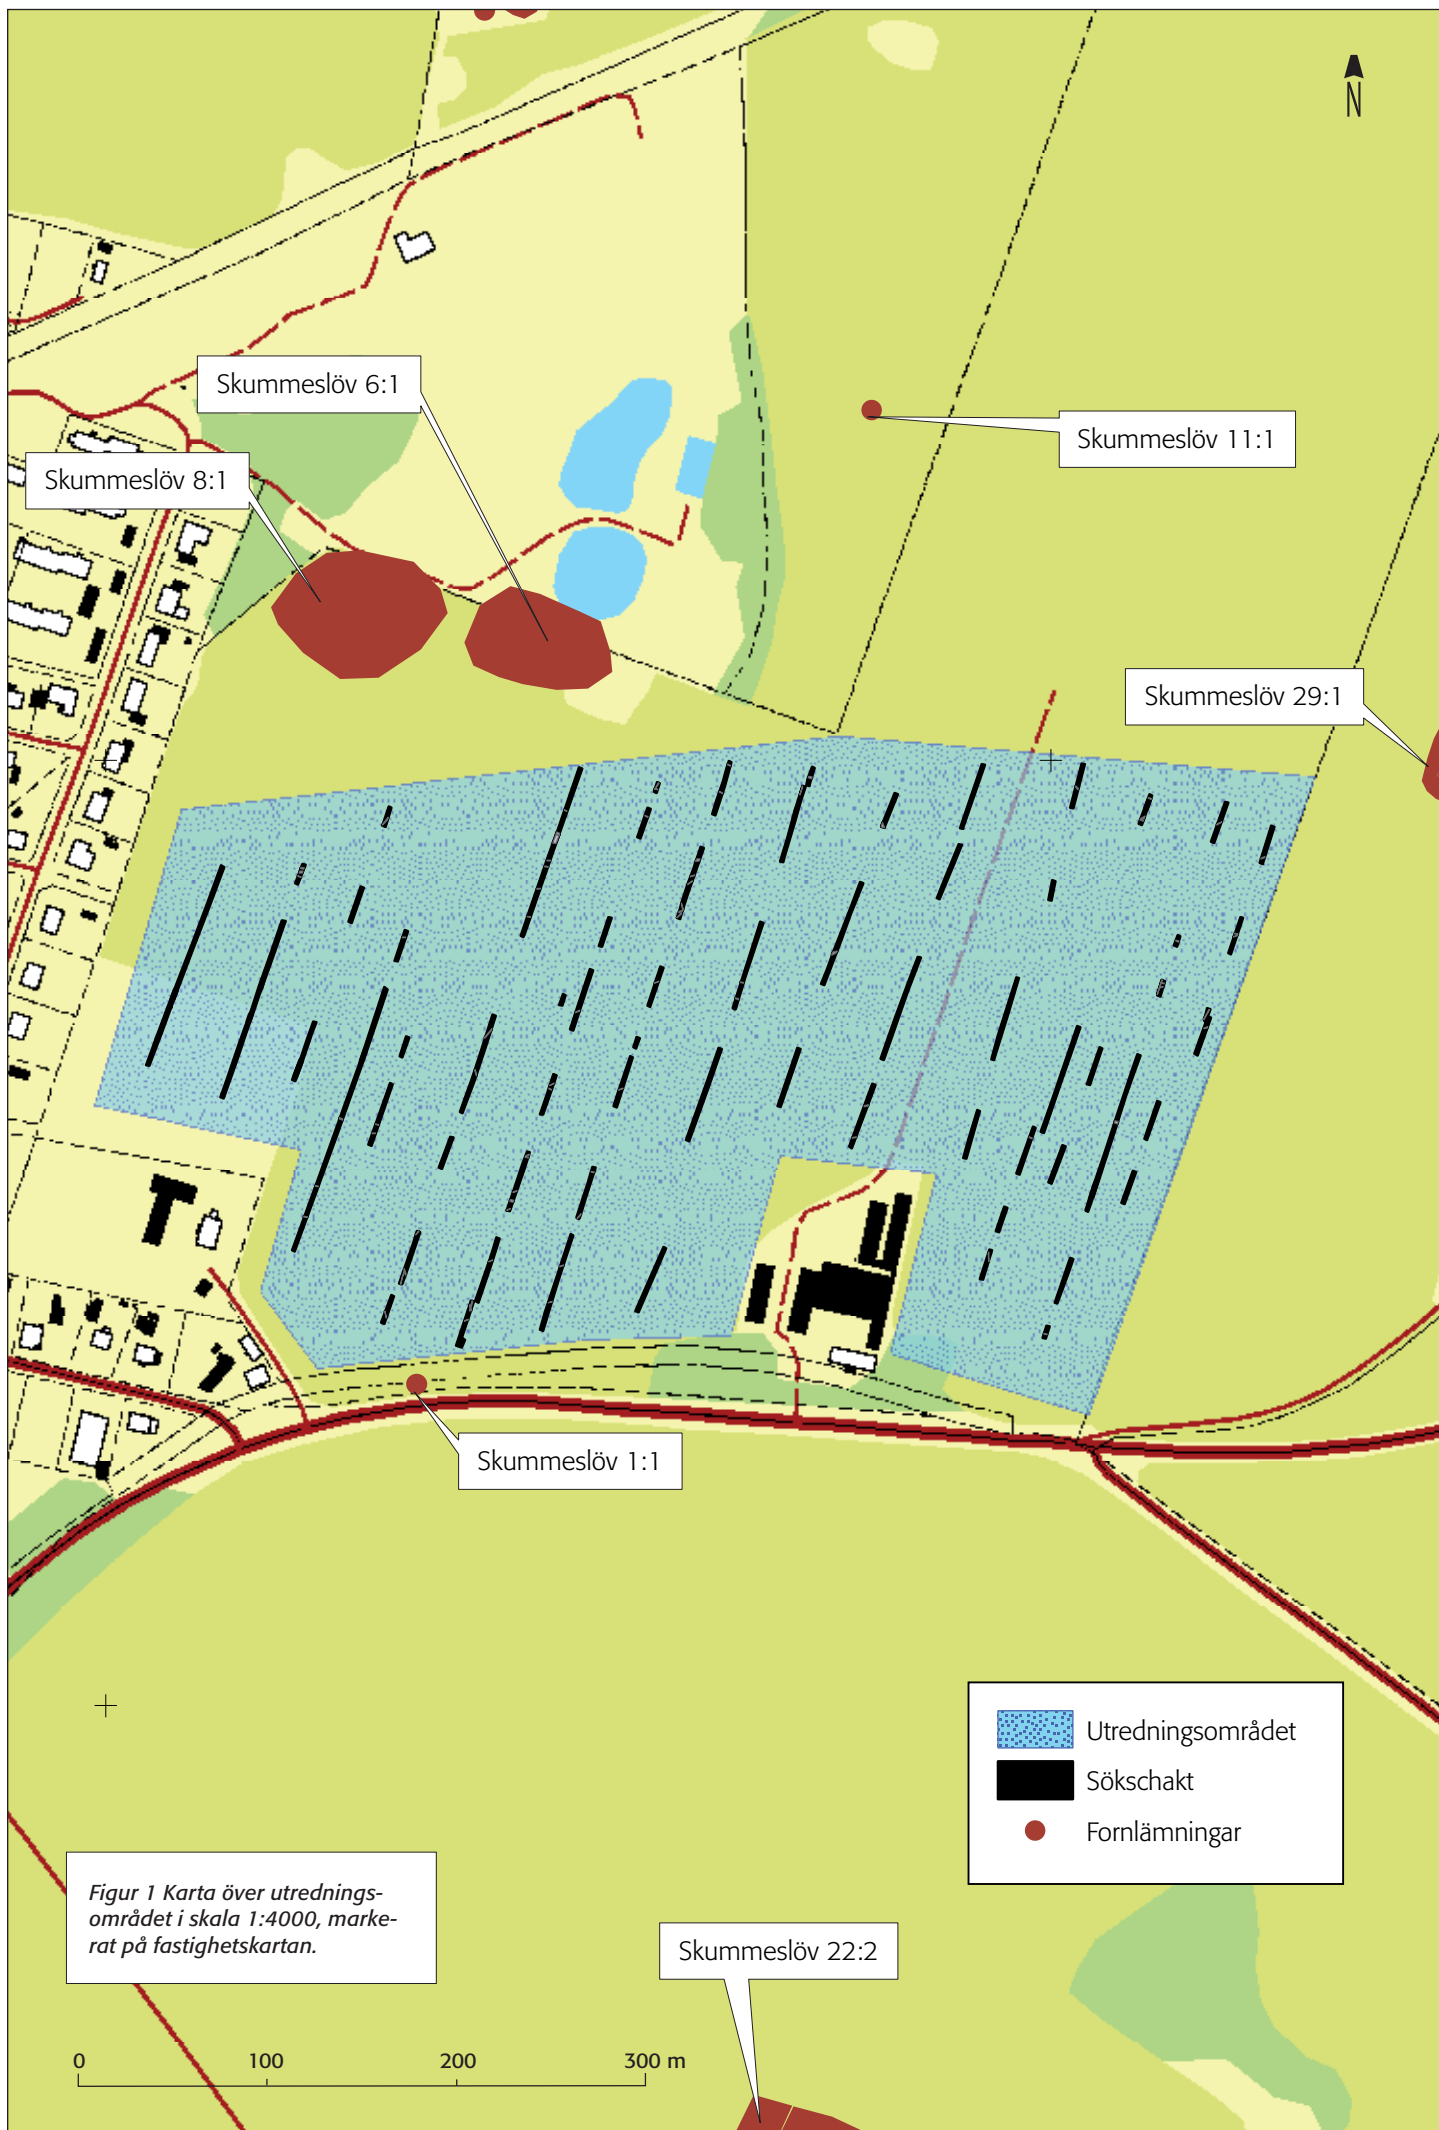 N
Skummeslöv 6:1
Skummeslöv 11:1
Skummeslöv 8:1
Skummeslöv 29:1
Skummeslöv 1:1
Utredningsområdet
Sökschakt
Fornlämningar
Figur 1 Karta över utrednings-
området i skala 1:4000, marke-
rat på fastighetskartan.
Skummeslöv 22:2
0 100 200 300 m